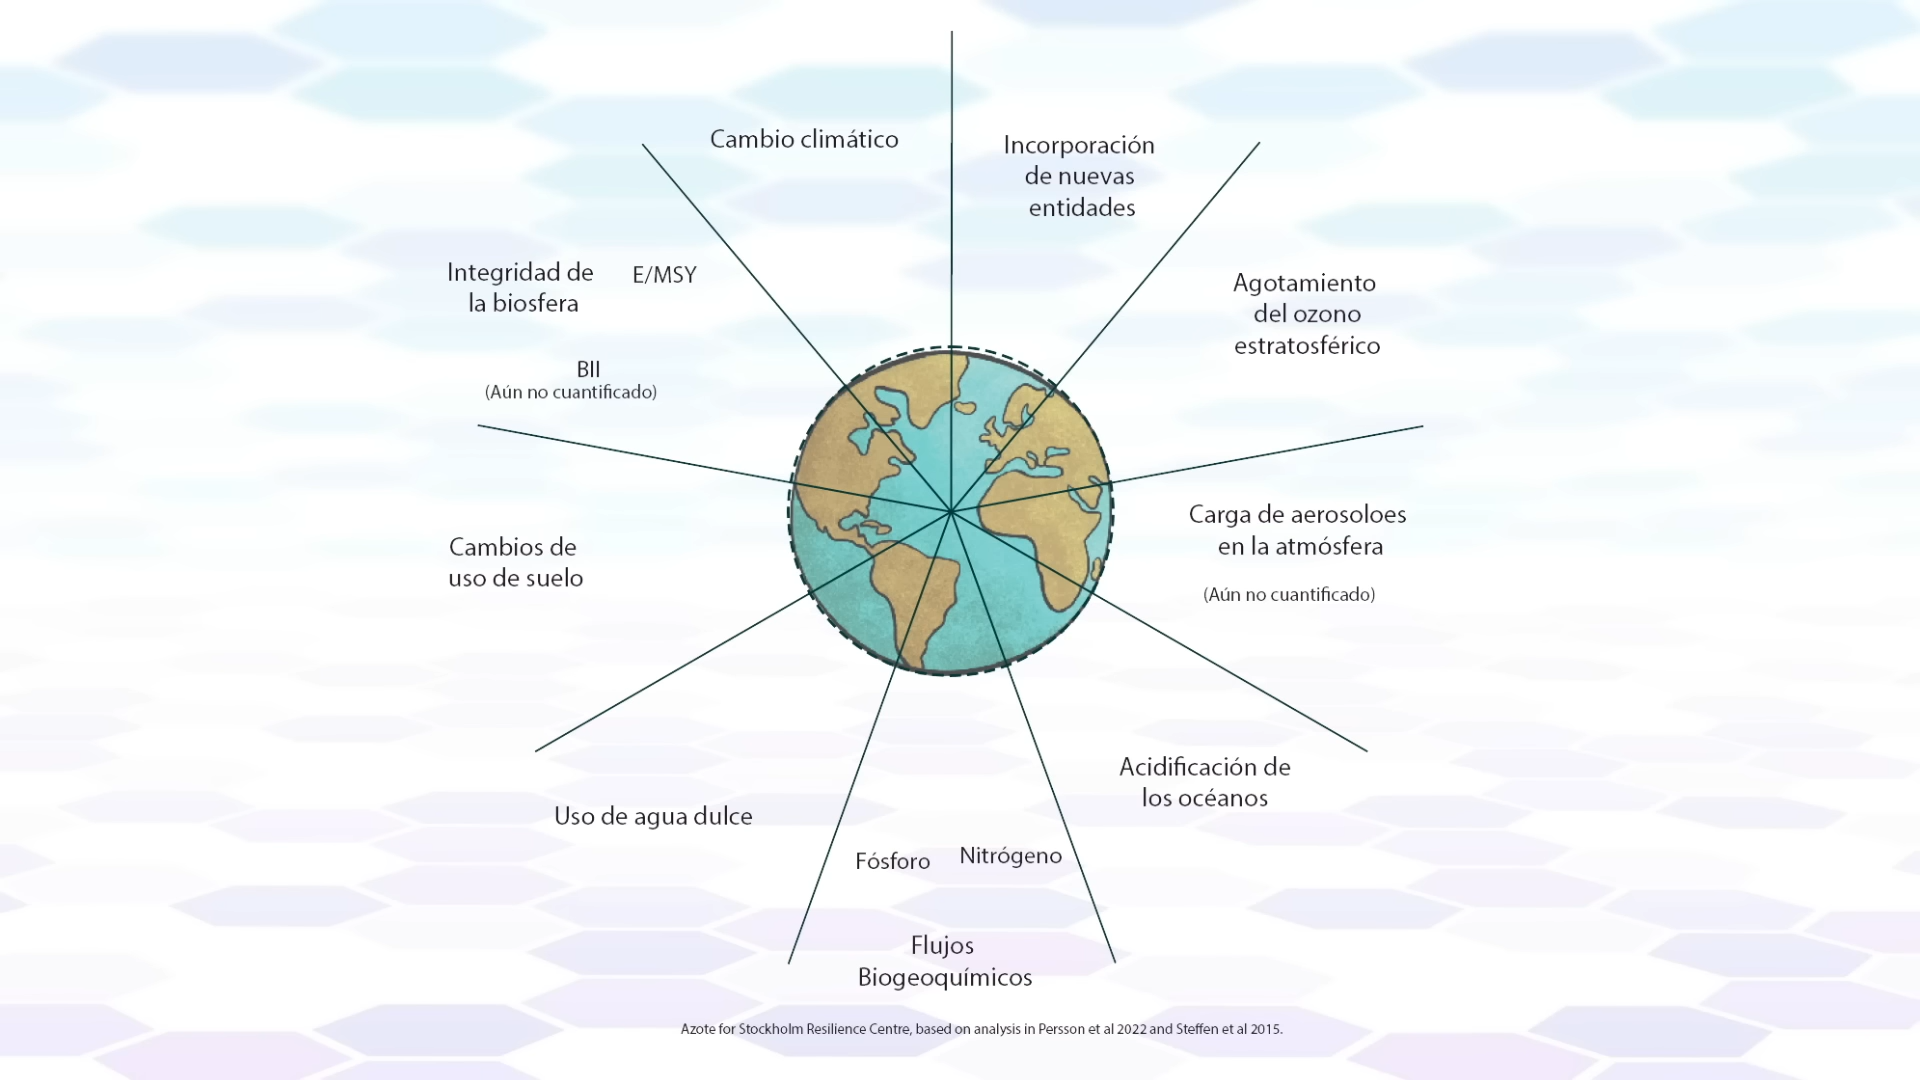 Cambio climático
Incorporación
de nuevas
entidades
Agotamiento
del ozono
estratosférico
Carga de aerosoloes
en la atmósfera
(Aún no cuantificado)
Acidificación de
los océanos
Nitrógeno
Fósforo
Flujos
Biogeoquímicos
Uso de agua dulce
Cambios de
uso de suelo
Integridad de
la biosfera
E/MSY
BII
(Aún no cuantificado)
Azote for Stockholm Resilience Centre, based on analysis in Persson et al 2022 and Steffen et al 2015.